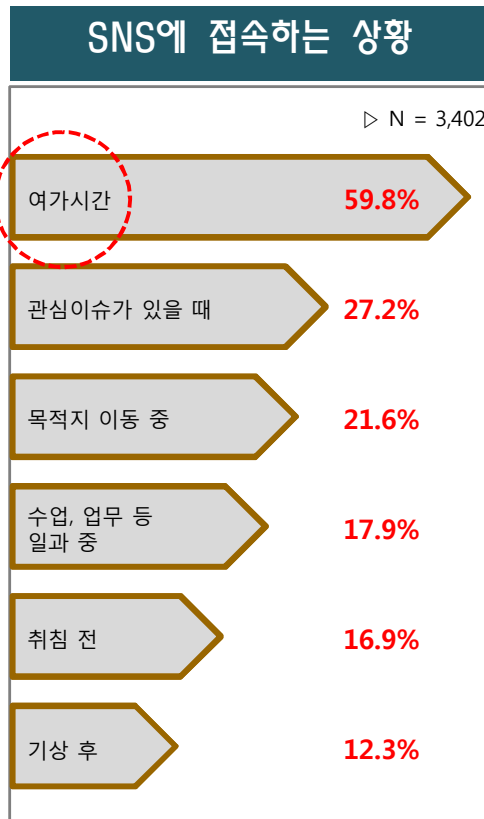 SNS에 접속하는 상황
▷ N = 3,402
여가시간 59.8%
관심이슈가 있을 때 27.2%
목적지 이동 중 21.6%
수업, 업무 등
일과 중 17.9%
취침 전 16.9%
기상 후 12.3%